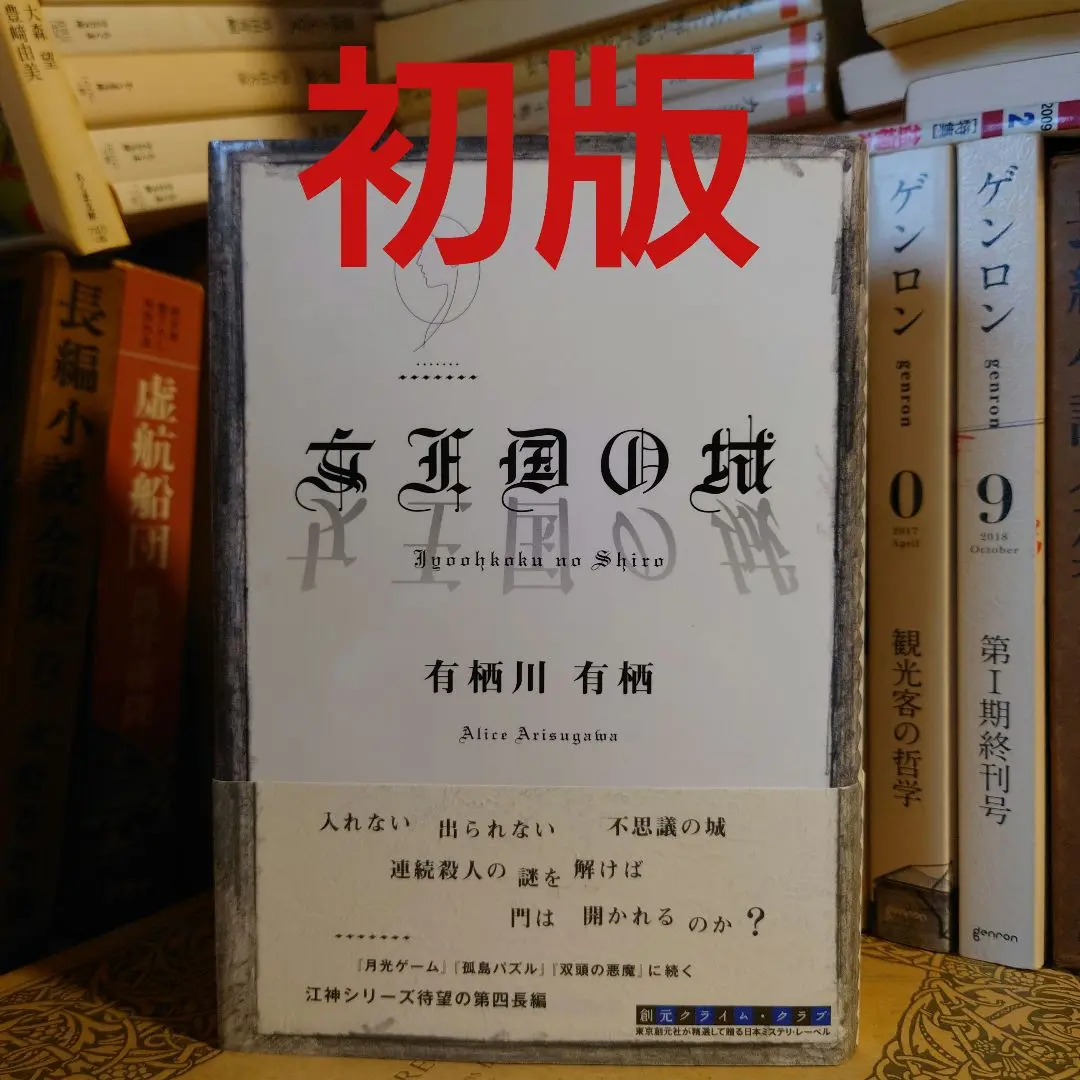 初版
女王国の城
Jyoohkoku no Shiro
有栖川 有栖
Alice Arisugawa
入れない 出られない 不思議の城
連続殺人の 謎を 解けば
門は 開かれる のか?
『月光ゲーム』『孤島パズル』『双頭の悪魔』に続く
江神シリーズ待望の第四長編
創元クライム・クラブ
東京創元社が精選して贈る日本ミステリ・レーベル
大森 望
豊﨑由美
長編小説全集
虚航船団
ゲンロン
genron
0
2017
April
観光客の哲学
ゲンロン
genron
9
2018
October
第I期終刊号
genron
2009
2